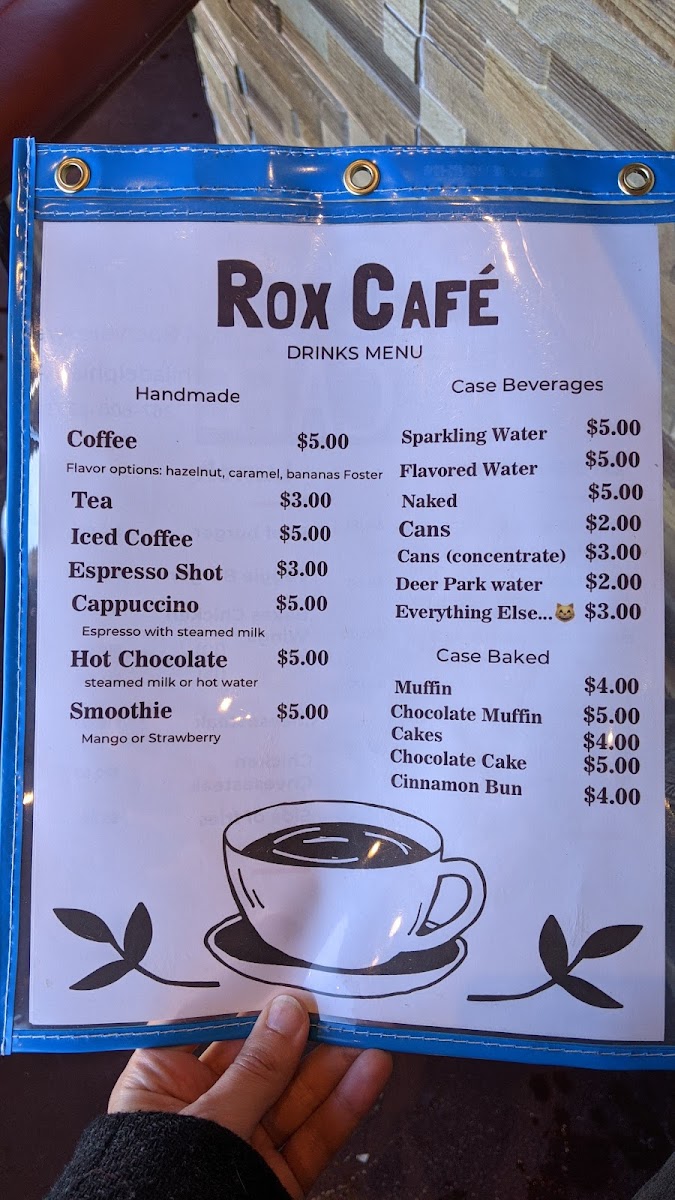 ROX CAFÉ
DRINKS MENU
Handmade
Coffee $5.00
Flavor options: hazelnut, caramel, bananas Foster
Tea $3.00
Iced Coffee $5.00
Espresso Shot $3.00
Cappuccino $5.00
Espresso with steamed milk
Hot Chocolate $5.00
steamed milk or hot water
Smoothie $5.00
Mango or Strawberry
Case Beverages
Sparkling Water $5.00
Flavored Water $5.00
Naked $5.00
Cans $2.00
Cans (concentrate) $3.00
Deer Park water $2.00
Everything Else...😺 $3.00
Case Baked
Muffin $4.00
Chocolate Muffin $5.00
Cakes $4.00
Chocolate Cake $5.00
Cinnamon Bun $4.00